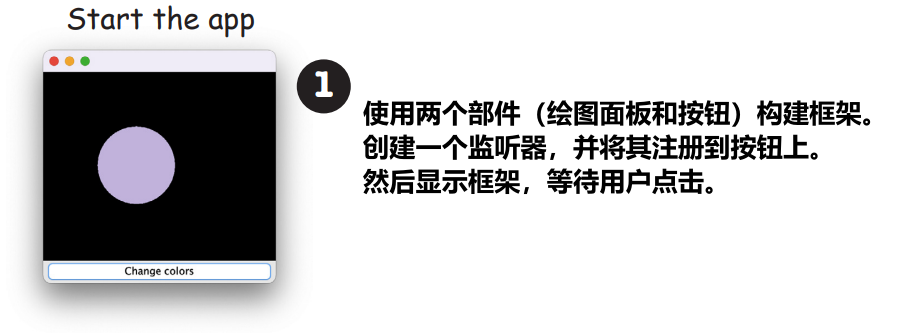 Start the app
1
使用两个部件（绘图面板和按钮）构建框架。
创建一个监听器，并将其注册到按钮上。
然后显示框架，等待用户点击。
Change colors